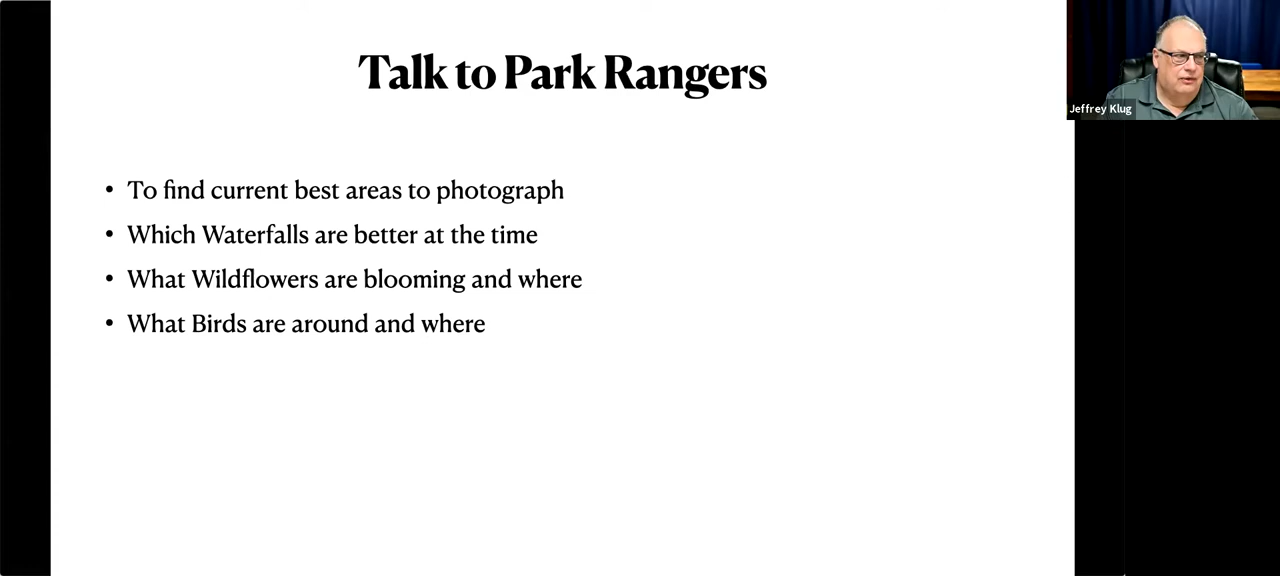 Talk to Park Rangers
Jeffrey Klug
• To find current best areas to photograph
• Which Waterfalls are better at the time
• What Wildflowers are blooming and where
• What Birds are around and where